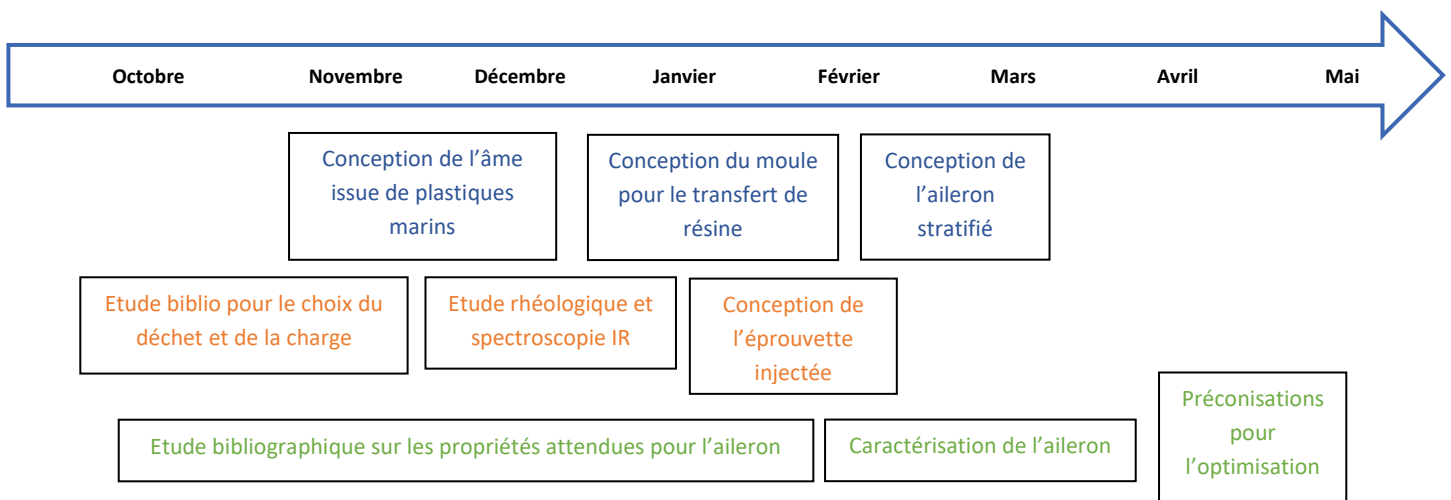 Octobre Novembre Décembre Janvier Février Mars Avril Mai
Conception de l'âme
issue de plastiques
marins
Conception du moule
pour le transfert de
résine
Conception de
l'aileron
stratifié
Etude biblio pour le choix du
déchet et de la charge
Etude rhéologique et
spectroscopie IR
Conception de
l'éprouvette
injectée
Etude bibliographique sur les propriétés attendues pour l'aileron
Caractérisation de l'aileron
Préconisations
pour
l'optimisation